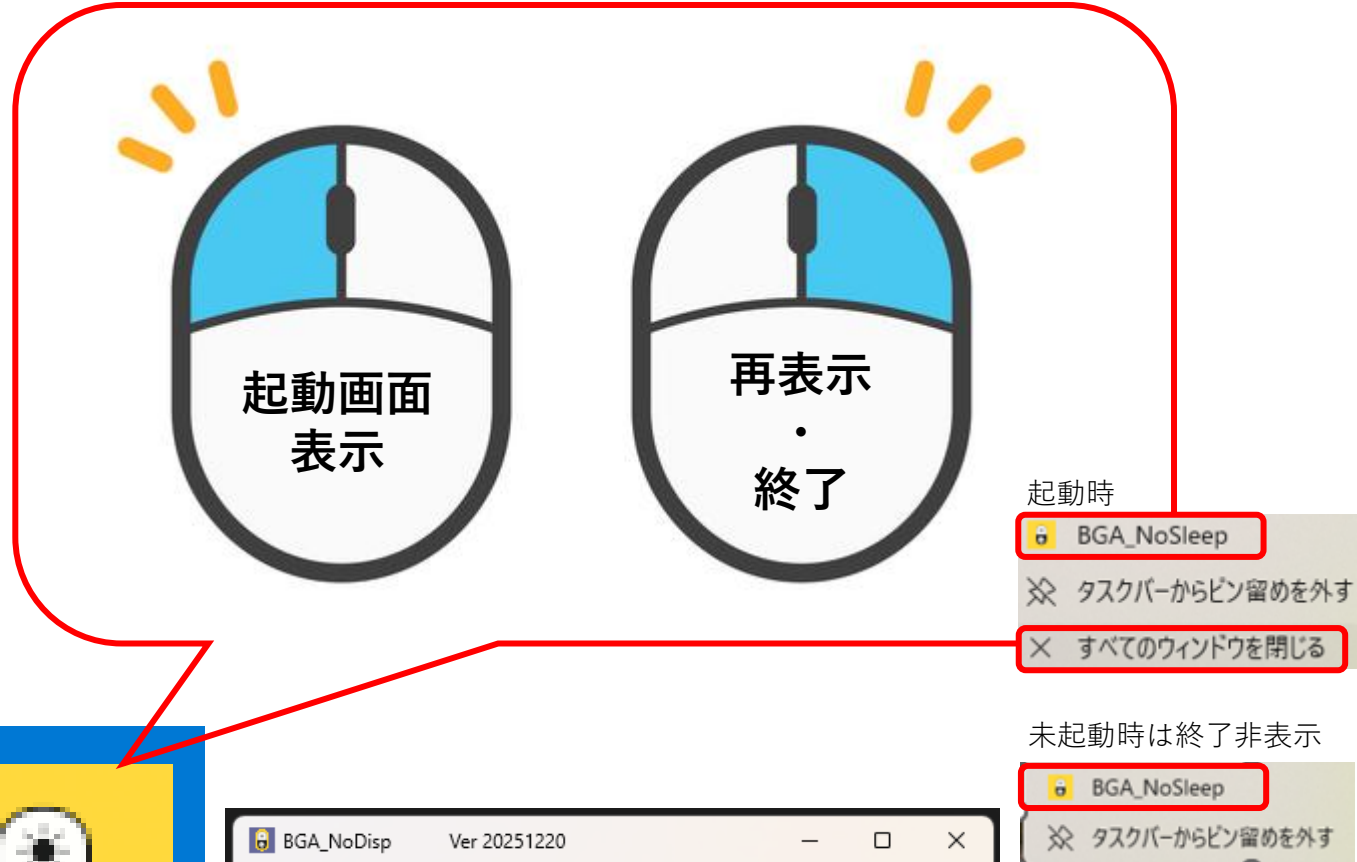 起動画面
表示
再表示
・
終了
起動時
BGA_NoSleep
タスクバーからピン留めを外す
すべてのウィンドウを閉じる
未起動時は終了非表示
BGA_NoSleep
タスクバーからピン留めを外す
BGA_NoDisp Ver 20251220